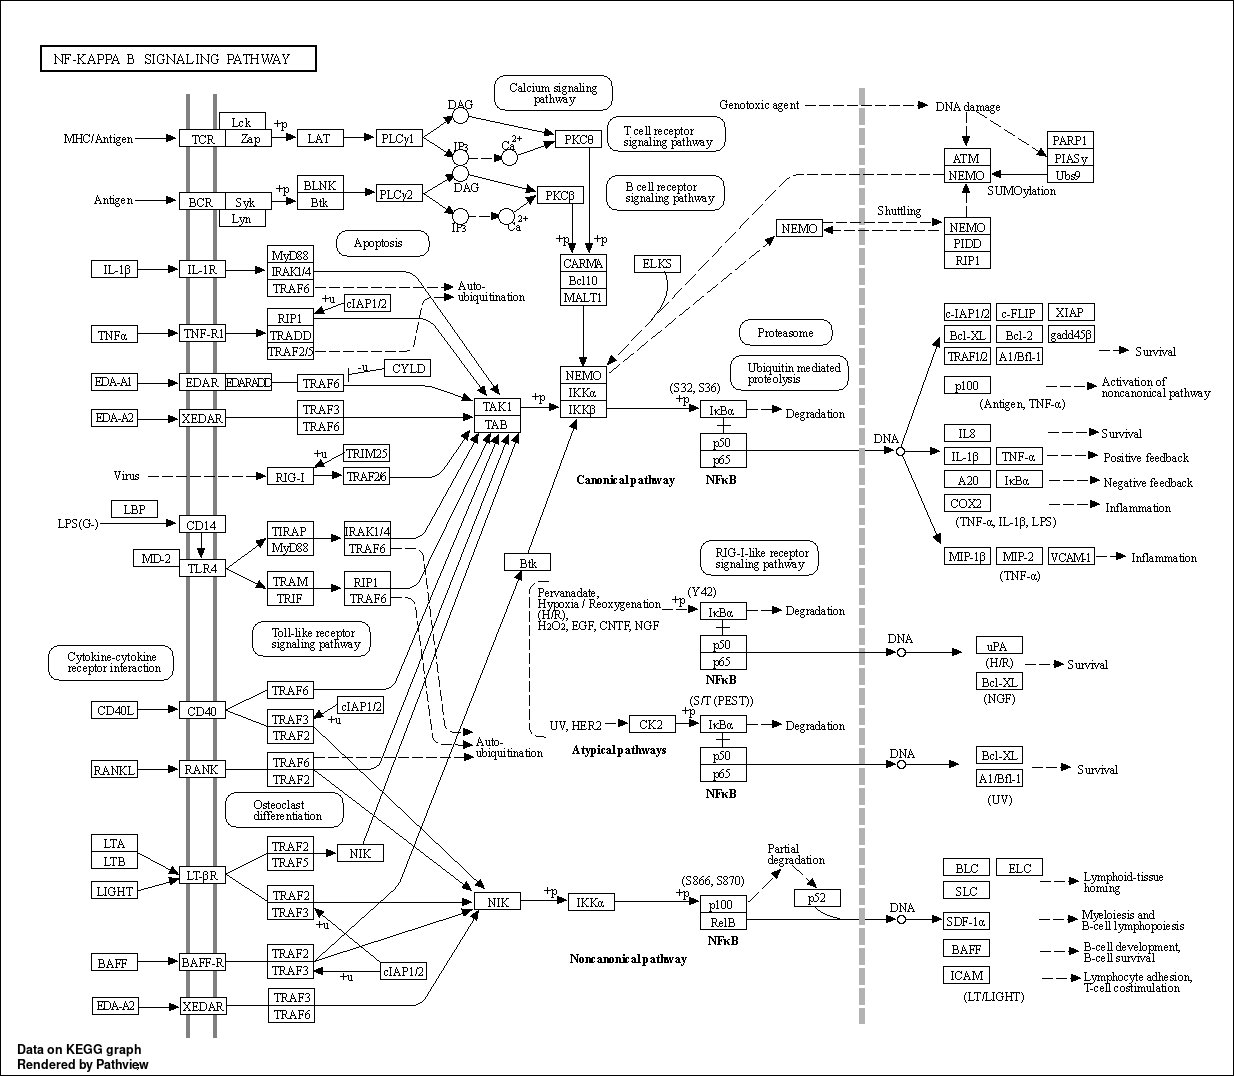 NF-KAPPA B SIGNALING PATHWAY
Calcium signaling
pathway
Genotoxic agent
DNA damage
DAG
Lck
+p
MHC/Antigen
TCR
Zap
LAT
PLCγ1
IP3
Ca2+
PKCθ
T cell receptor
signaling pathway
ATM
NEMO
PARP1
PIASy
Ubs9
SUMOylation
Antigen
BCR
Syk
Lyn
+p
BLNK
Btk
PLCγ2
DAG
IP3
Ca2+
PKCβ
B cell receptor
signaling pathway
Shuttling
NEMO
NEMO
PIDD
RIP1
Apoptosis
+p
+p
CARMA
Bcl10
MALT1
ELKS
IL-1β
IL-1R
MyD88
IRAK1/4
TRAF6
Auto-
ubiquitination
+u
cIAP1/2
TNFα
TNF-R1
RIP1
TRADD
TRAF2/5
Proteasome
Ubiquitin mediated
proteolysis
c-IAP1/2
c-FLIP
XIAP
Bcl-XL
Bcl-2
gadd45β
TRAF1/2
A1/Bfl-1
Survival
-u
CYLD
EDA-A1
EDAR
EDARADD
TRAF6
NEMO
IKKα
IKKβ
(S32, S36)
+p
p100
(Antigen, TNF-α)
Activation of
noncanonical pathway
EDA-A2
XEDAR
TRAF3
TRAF6
TAK1
TAB
+p
IκBα
Degradation
p50
p65
NFκB
DNA
IL8
Survival
IL-1β
TNF-α
Positive feedback
A20
IκBα
Negative feedback
COX2
Inflammation
(TNF-α, IL-1β, LPS)
Virus
RIG-I
+u
TRIM25
TRAF2/6
Canonical pathway
LBP
LPS(G-)
CD14
MD-2
TLR4
TIRAP
MyD88
IRAK1/4
TRAF6
TRAM
TRIF
RIP1
TRAF6
Btk
RIG-I-like receptor
signaling pathway
MIP-1β
MIP-2
VCAM-1
Inflammation
(TNF-α)
Pervanadate,
Hypoxia / Reoxygenation
(H/R),
H2O2, EGF, CNTF, NGF
+p
(Y42)
IκBα
Degradation
p50
p65
NFκB
DNA
uPA
(H/R)
Bcl-XL
(NGF)
Survival
Toll-like receptor
signaling pathway
Cytokine-cytokine
receptor interaction
CD40L
CD40
TRAF6
TRAF3
TRAF2
cIAP1/2
+u
Auto-
ubiquitination
UV, HER2
CK2
+p
(S/T (PEST))
IκBα
Degradation
Atypical pathways
p50
p65
NFκB
DNA
Bcl-XL
A1/Bfl-1
(UV)
Survival
RANKL
RANK
TRAF6
TRAF2
Osteoclast
differentiation
LTA
LTB
LIGHT
LT-βR
TRAF2
TRAF5
NIK
TRAF2
TRAF3
+u
NIK
+p
IKKα
+p
(S866, S870)
p100
RelB
NFκB
Partial
degradation
p52
DNA
BLC
ELC
SLC
Lymphoid-tissue
homing
SDF-1α
Myeloiesis and
B-cell lymphopoiesis
BAFF
B-cell development,
B-cell survival
ICAM
Lymphocyte adhesion,
T-cell costimulation
(LT/LIGHT)
BAFF
BAFF-R
TRAF2
TRAF3
+u
cIAP1/2
Noncanonical pathway
EDA-A2
XEDAR
TRAF3
TRAF6
Data on KEGG graph
Rendered by Pathview